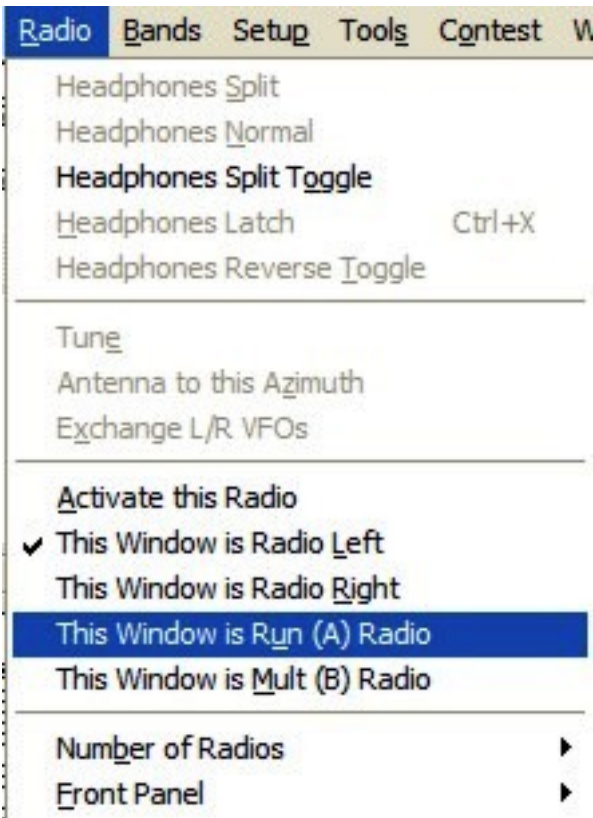 Radio Bands Setup Tools Contest W
Headphones Split
Headphones Normal
Headphones Split Toggle
Headphones Latch Ctrl+X
Headphones Reverse Toggle
Tune
Antenna to this Azimuth
Exchange L/R VFOs
Activate this Radio
This Window is Radio Left
This Window is Radio Right
This Window is Run (A) Radio
This Window is Mult (B) Radio
Number of Radios
Front Panel